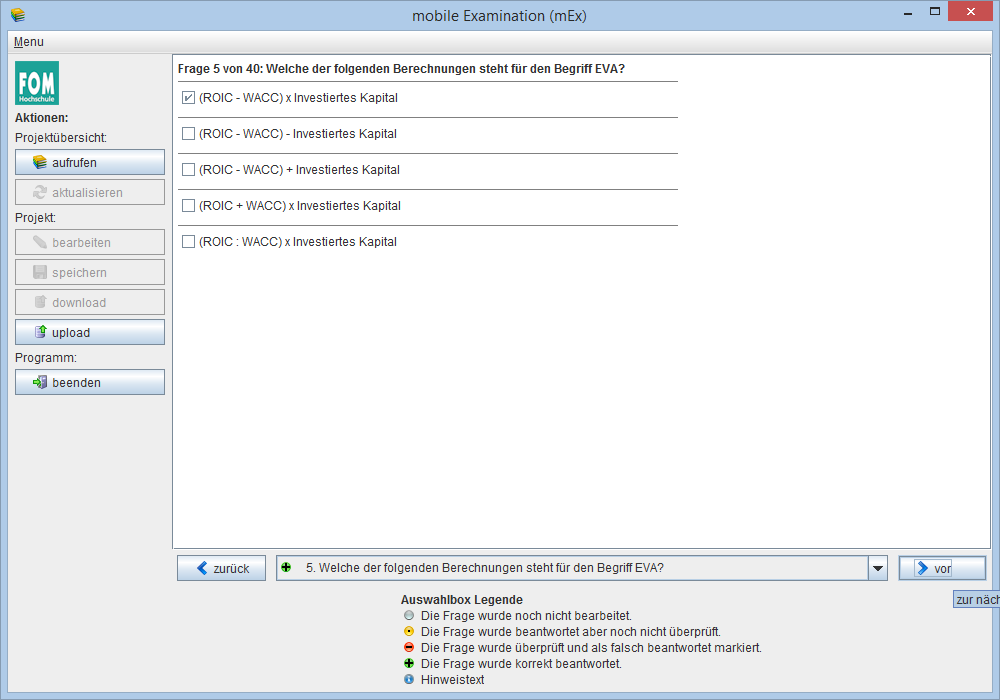 mobile Examination (mEx)
Menu
FOM
Hochschule
Aktionen:
Projektübersicht:
aufrufen
aktualisieren
Projekt:
bearbeiten
speichern
download
upload
Programm:
beenden
Frage 5 von 40: Welche der folgenden Berechnungen steht für den Begriff EVA?
(ROIC - WACC) x Investiertes Kapital
(ROIC - WACC) - Investiertes Kapital
(ROIC - WACC) + Investiertes Kapital
(ROIC + WACC) x Investiertes Kapital
(ROIC : WACC) x Investiertes Kapital
zurück
5. Welche der folgenden Berechnungen steht für den Begriff EVA?
vor
zur näch
Auswahlbox Legende
Die Frage wurde noch nicht bearbeitet.
Die Frage wurde beantwortet aber noch nicht überprüft.
Die Frage wurde überprüft und als falsch beantwortet markiert.
Die Frage wurde korrekt beantwortet.
Hinweistext